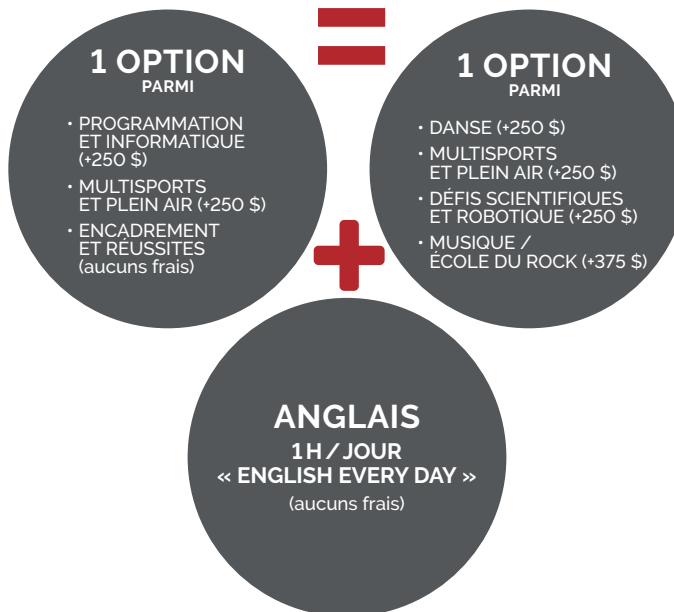 1 OPTION
PARMI
• PROGRAMMATION
ET INFORMATIQUE
(+250 $)
• MULTISPORTS
ET PLEIN AIR (+250 $)
• ENCADREMENT
ET RÉUSSITES
(aucuns frais)
1 OPTION
PARMI
• DANSE (+250 $)
• MULTISPORTS
ET PLEIN AIR (+250 $)
• DÉFIS SCIENTIFIQUES
ET ROBOTIQUE (+250 $)
• MUSIQUE /
ÉCOLE DU ROCK (+375 $)
ANGLAIS
1 H / JOUR
« ENGLISH EVERY DAY »
(aucuns frais)